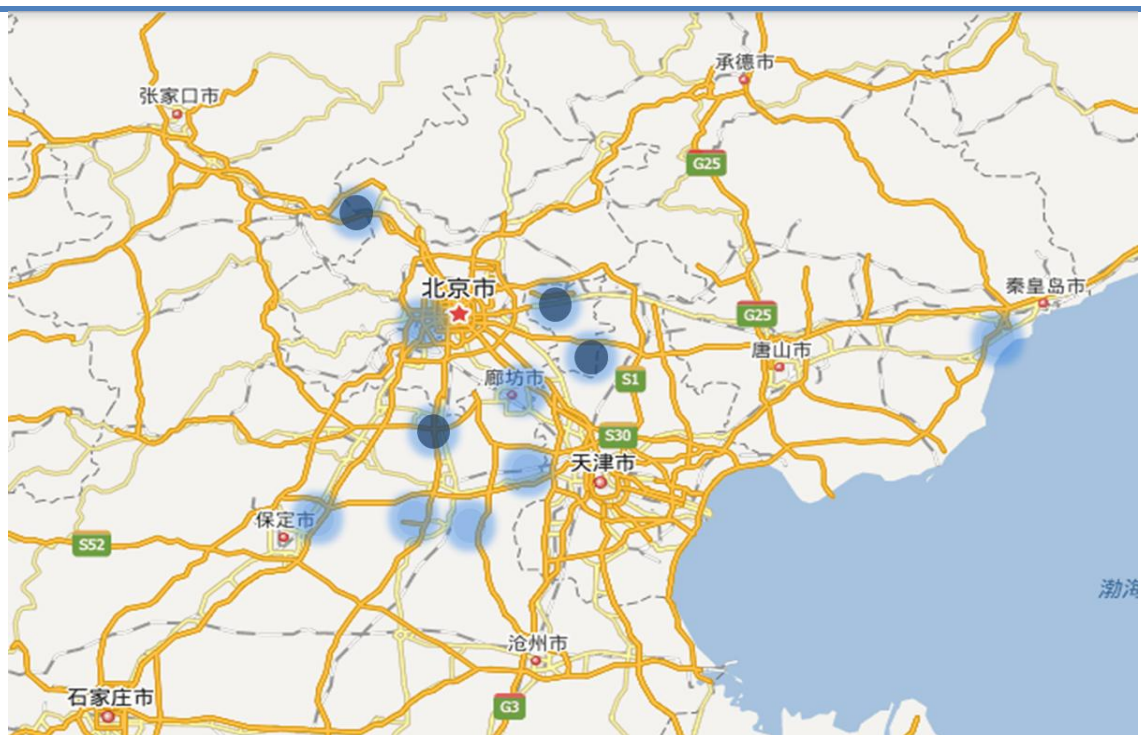 承德市
张家口市
G25
秦皇岛市
北京市
G25
唐山市
廊坊市
S1
S30
天津市
保定市
S52
渤海
沧州市
石家庄市
G3